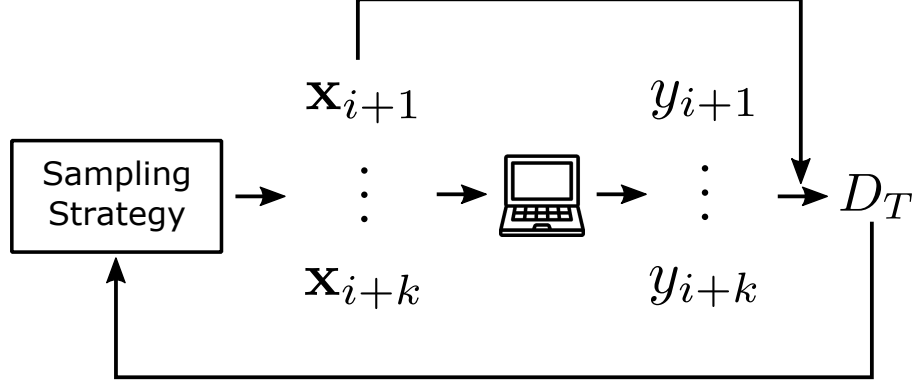 x_{i+1} y_{i+1}
Sampling
Strategy
⋮ ⋮
D_T
x_{i+k} y_{i+k}